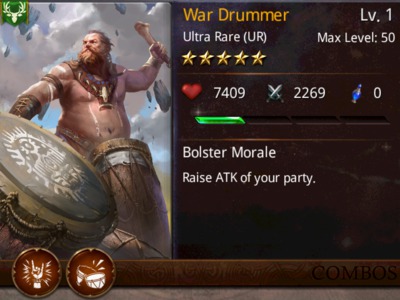 War Drummer Lv. 1
Ultra Rare (UR) Max Level: 50
7409 2269 0
Bolster Morale
Raise ATK of your party.
COMBOS